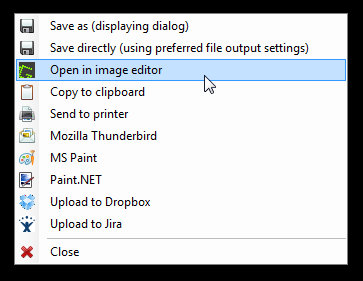 Save as (displaying dialog)
Save directly (using preferred file output settings)
Open in image editor
Copy to clipboard
Send to printer
Mozilla Thunderbird
MS Paint
Paint.NET
Upload to Dropbox
Upload to Jira
Close